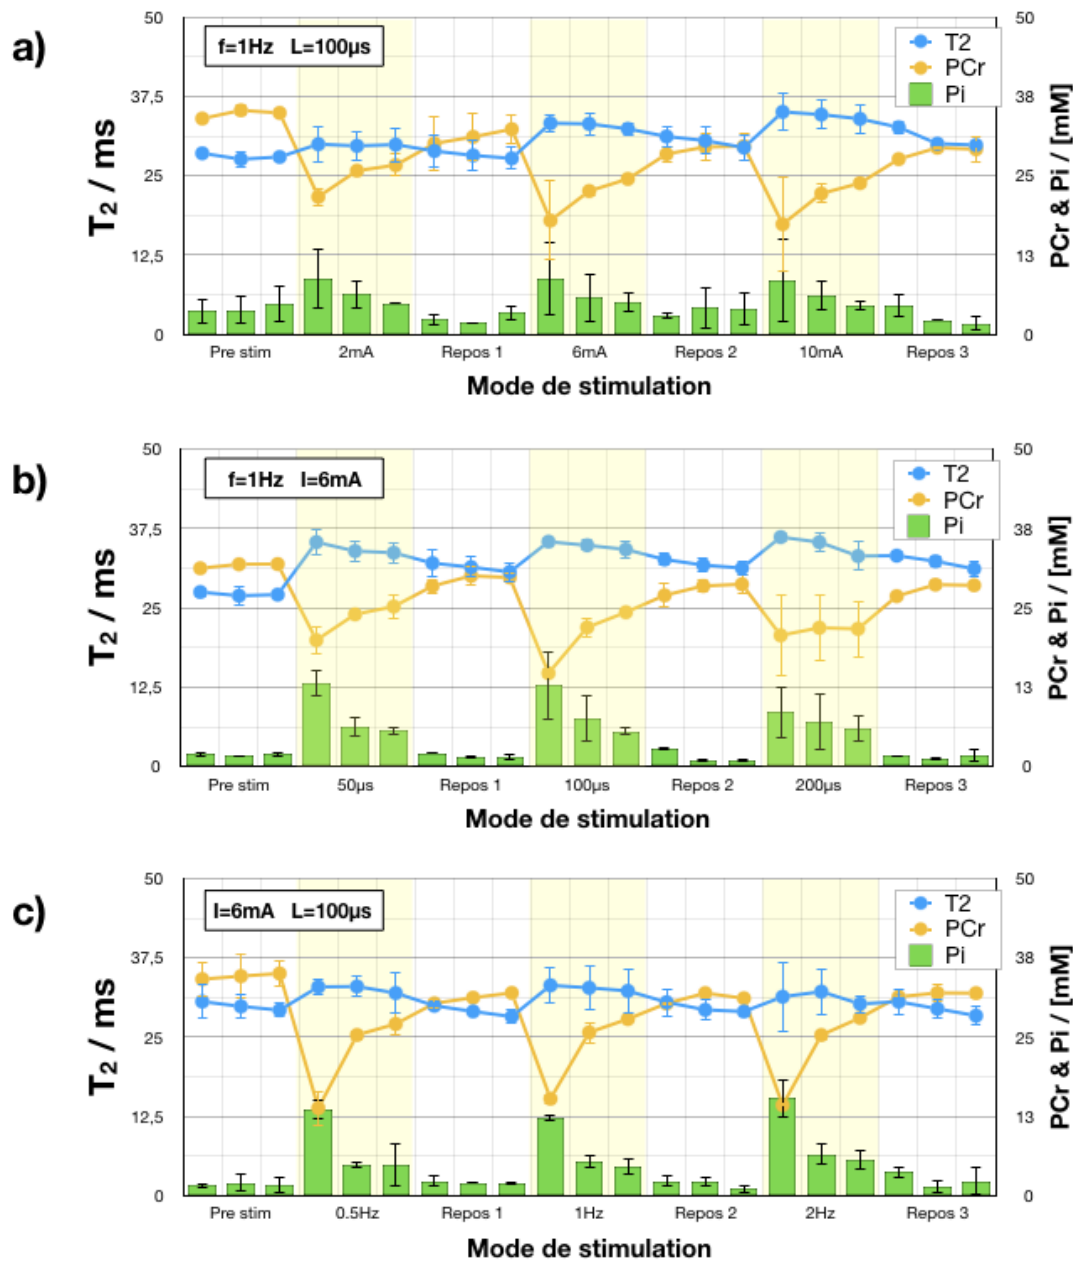 a)
f=1Hz L=100µs
T2
PCr
Pi
50
37,5
25
12,5
0
T₂ / ms
50
38
25
13
0
PCr & Pi / [mM]
Pre stim 2mA Repos 1 6mA Repos 2 10mA Repos 3
Mode de stimulation
b)
f=1Hz I=6mA
T2
PCr
Pi
50
37,5
25
12,5
0
T₂ / ms
50
38
25
13
0
PCr & Pi / [mM]
Pre stim 50µs Repos 1 100µs Repos 2 200µs Repos 3
Mode de stimulation
c)
I=6mA L=100µs
T2
PCr
Pi
50
37,5
25
12,5
0
T₂ / ms
50
38
25
13
0
PCr & Pi / [mM]
Pre stim 0.5Hz Repos 1 1Hz Repos 2 2Hz Repos 3
Mode de stimulation